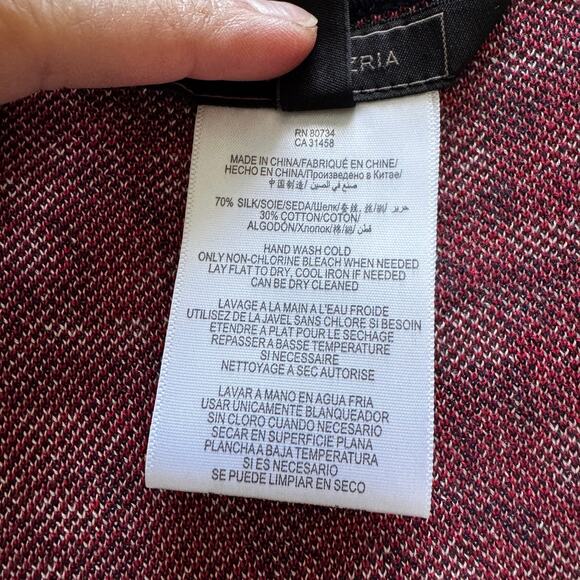 ZRIA
RN 80734
CA 31458
MADE IN CHINA/FABRIQUÉ EN CHINE/
HECHO EN CHINA/Произведено в Китае/
中国制造/ صنع في الصين/
70% SILK/SOIE/SEDA/Шелк/蚕丝, 丝/绢/ حرير
30% COTTON/COTON/
ALGODÓN/Хлопок/棉/ قطن
HAND WASH COLD
ONLY NON-CHLORINE BLEACH WHEN NEEDED
LAY FLAT TO DRY, COOL IRON IF NEEDED
CAN BE DRY CLEANED
LAVAGE A LA MAIN A L'EAU FROIDE
UTILISEZ DE LA JAVEL SANS CHLORE SI BESOIN
ETENDRE A PLAT POUR LE SECHAGE
REPASSER A BASSE TEMPERATURE
SI NECESSAIRE
NETTOYAGE A SEC AUTORISE
LAVAR A MANO EN AGUA FRIA
USAR ÚNICAMENTE BLANQUEADOR
SIN CLORO CUANDO NECESARIO
SECAR EN SUPERFICIE PLANA
PLANCHA A BAJA TEMPERATURA
SI ES NECESARIO
SE PUEDE LIMPIAR EN SECO